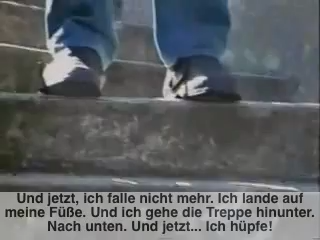 Und jetzt, ich falle nicht mehr. Ich lande auf
meine Füße. Und ich gehe die Treppe hinunter.
Nach unten. Und jetzt... Ich hüpfe!